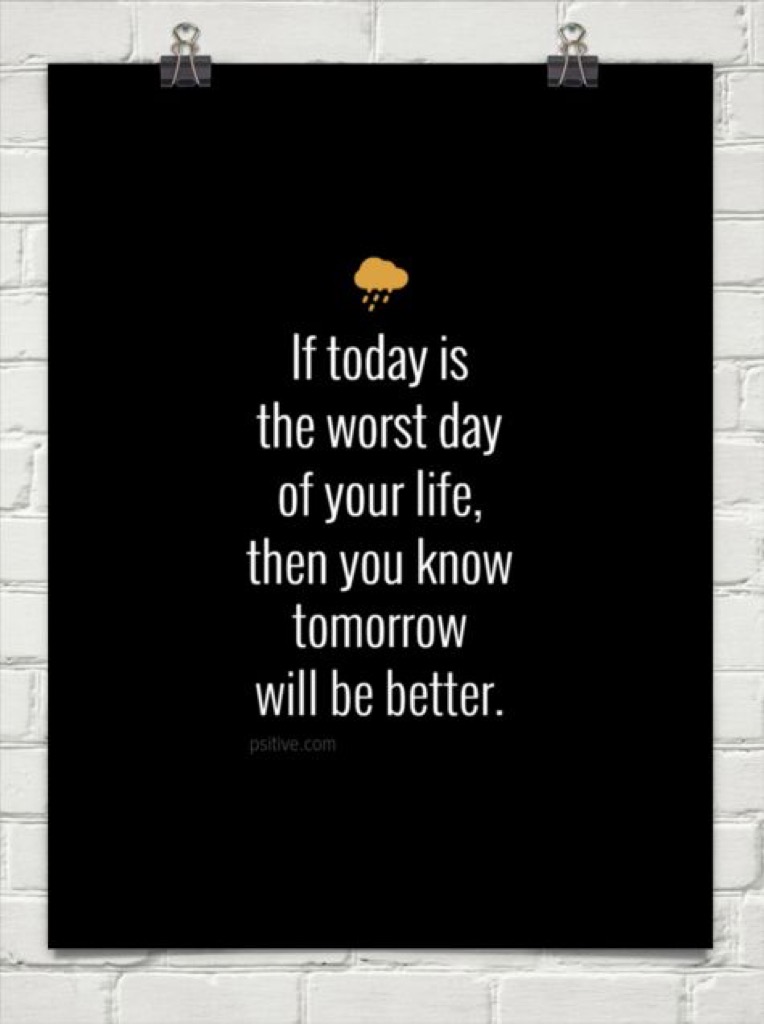 If today is
the worst day
of your life,
then you know
tomorrow
will be better.
psitive.com